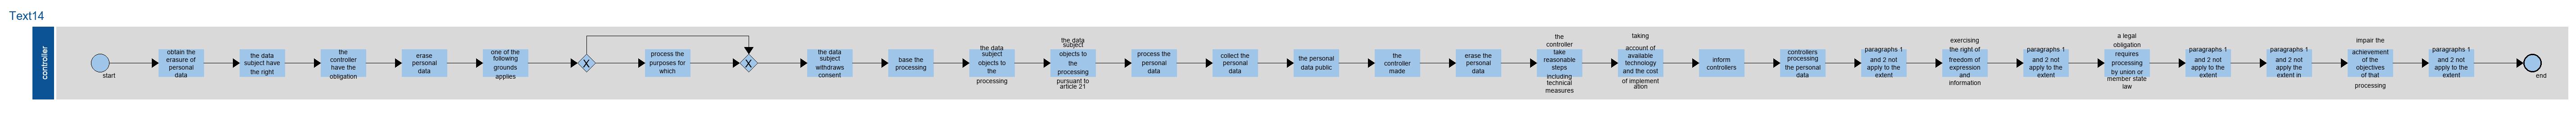 Text14
controller
start
obtain the
erasure of
personal
data
the data
subject have
the right
the
controller
have the
obligation
erase
personal
data
one of the
following
grounds
applies
X
process the
purposes for
which
X
the data
subject
withdraws
consent
base the
processing
the data
subject
objects to
the
processing
the data
subject
objects to
the
processing
pursuant to
article 21
process the
personal
data
collect the
personal
data
the personal
data public
the
controller
made
erase the
personal
data
the
controller
take
reasonable
steps
including
technical
measures
taking
account of
available
technology
and the cost
of implement
ation
inform
controllers
controllers
processing
the personal
data
paragraphs 1
and 2 not
apply to the
extent
exercising
the right of
freedom of
expression
and
information
paragraphs 1
and 2 not
apply to the
extent
a legal
obligation
requires
processing
by union or
member state
law
paragraphs 1
and 2 not
apply to the
extent
paragraphs 1
and 2 not
apply the
extent in
impair the
achievement
of the
objectives
of that
processing
paragraphs 1
and 2 not
apply to the
extent
end